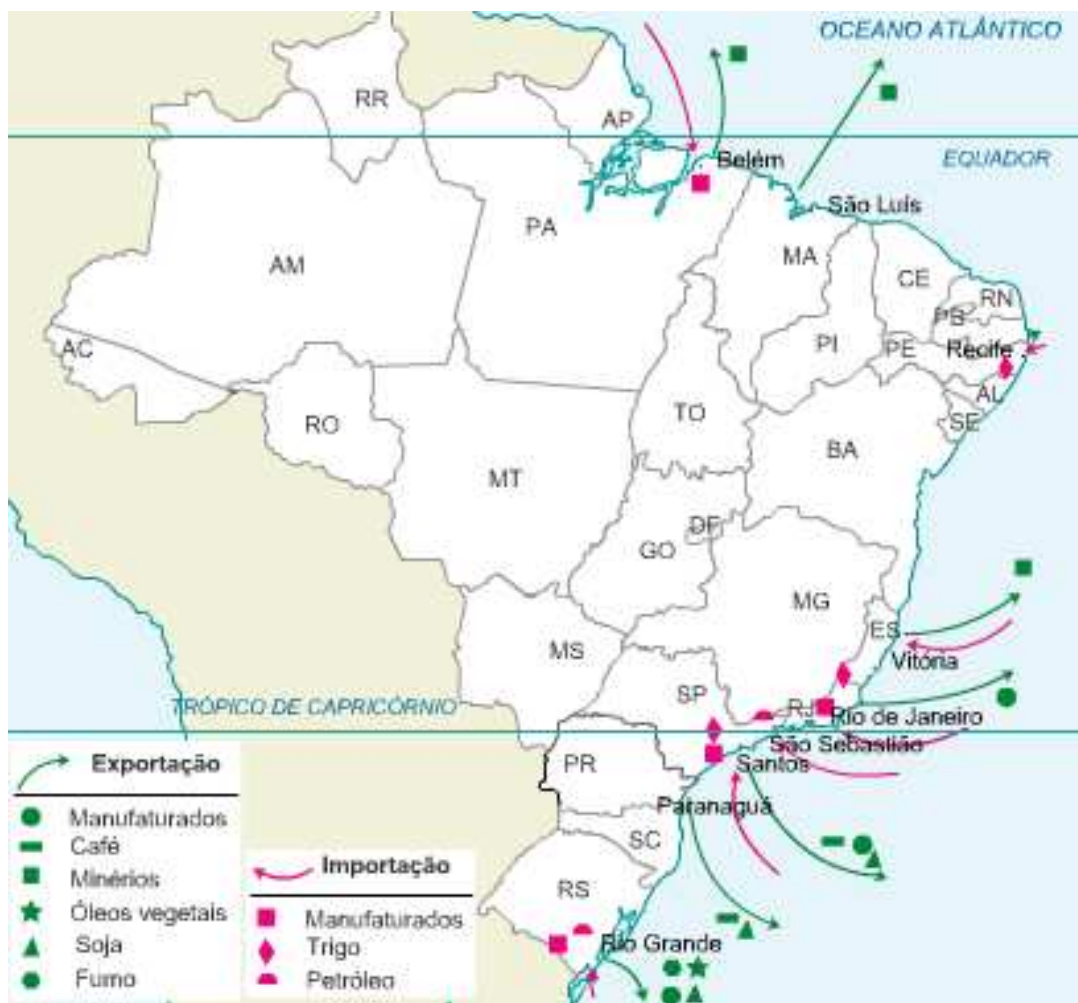 OCEANO ATLÂNTICO
RR
AP
EQUADOR
Belém
São Luís
PA
AM
MA
CE
RN
PB
AC
PI
PE
Recife
AL
RO
TO
SE
BA
MT
DF
GO
MG
ES
MS
Vitória
SP
RJ
TRÓPICO DE CAPRICÓRNIO
Rio de Janeiro
São Sebastião
Santos
PR
Paranaguá
SC
RS
Rio Grande
Exportação
Manufaturados
Café
Minérios
Óleos vegetais
Soja
Fumo
Importação
Manufaturados
Trigo
Petróleo